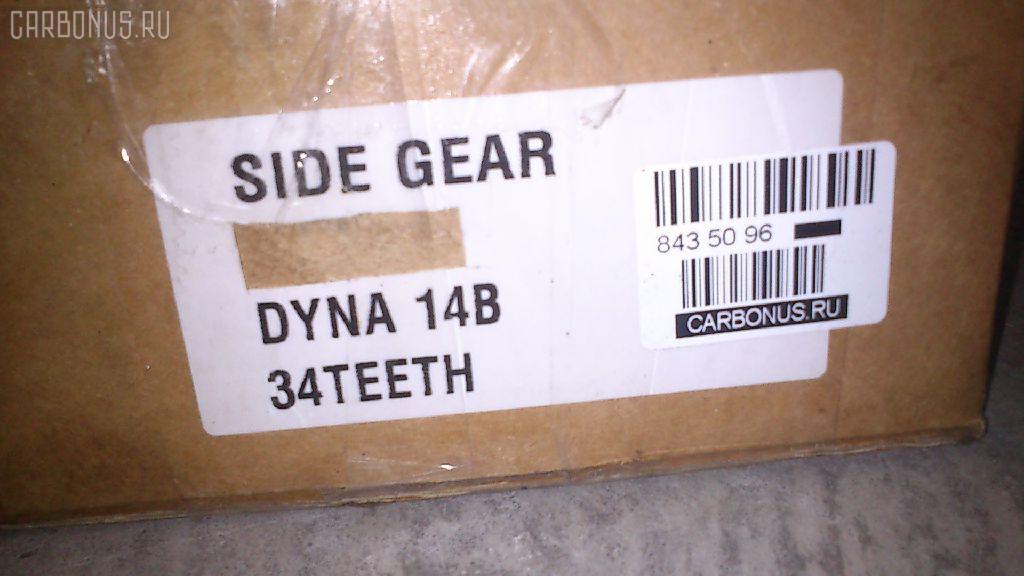 CARBONUS.RU
SIDE GEAR
DYNA 14B
34TEETH
843 50 96
CARBONUS.RU